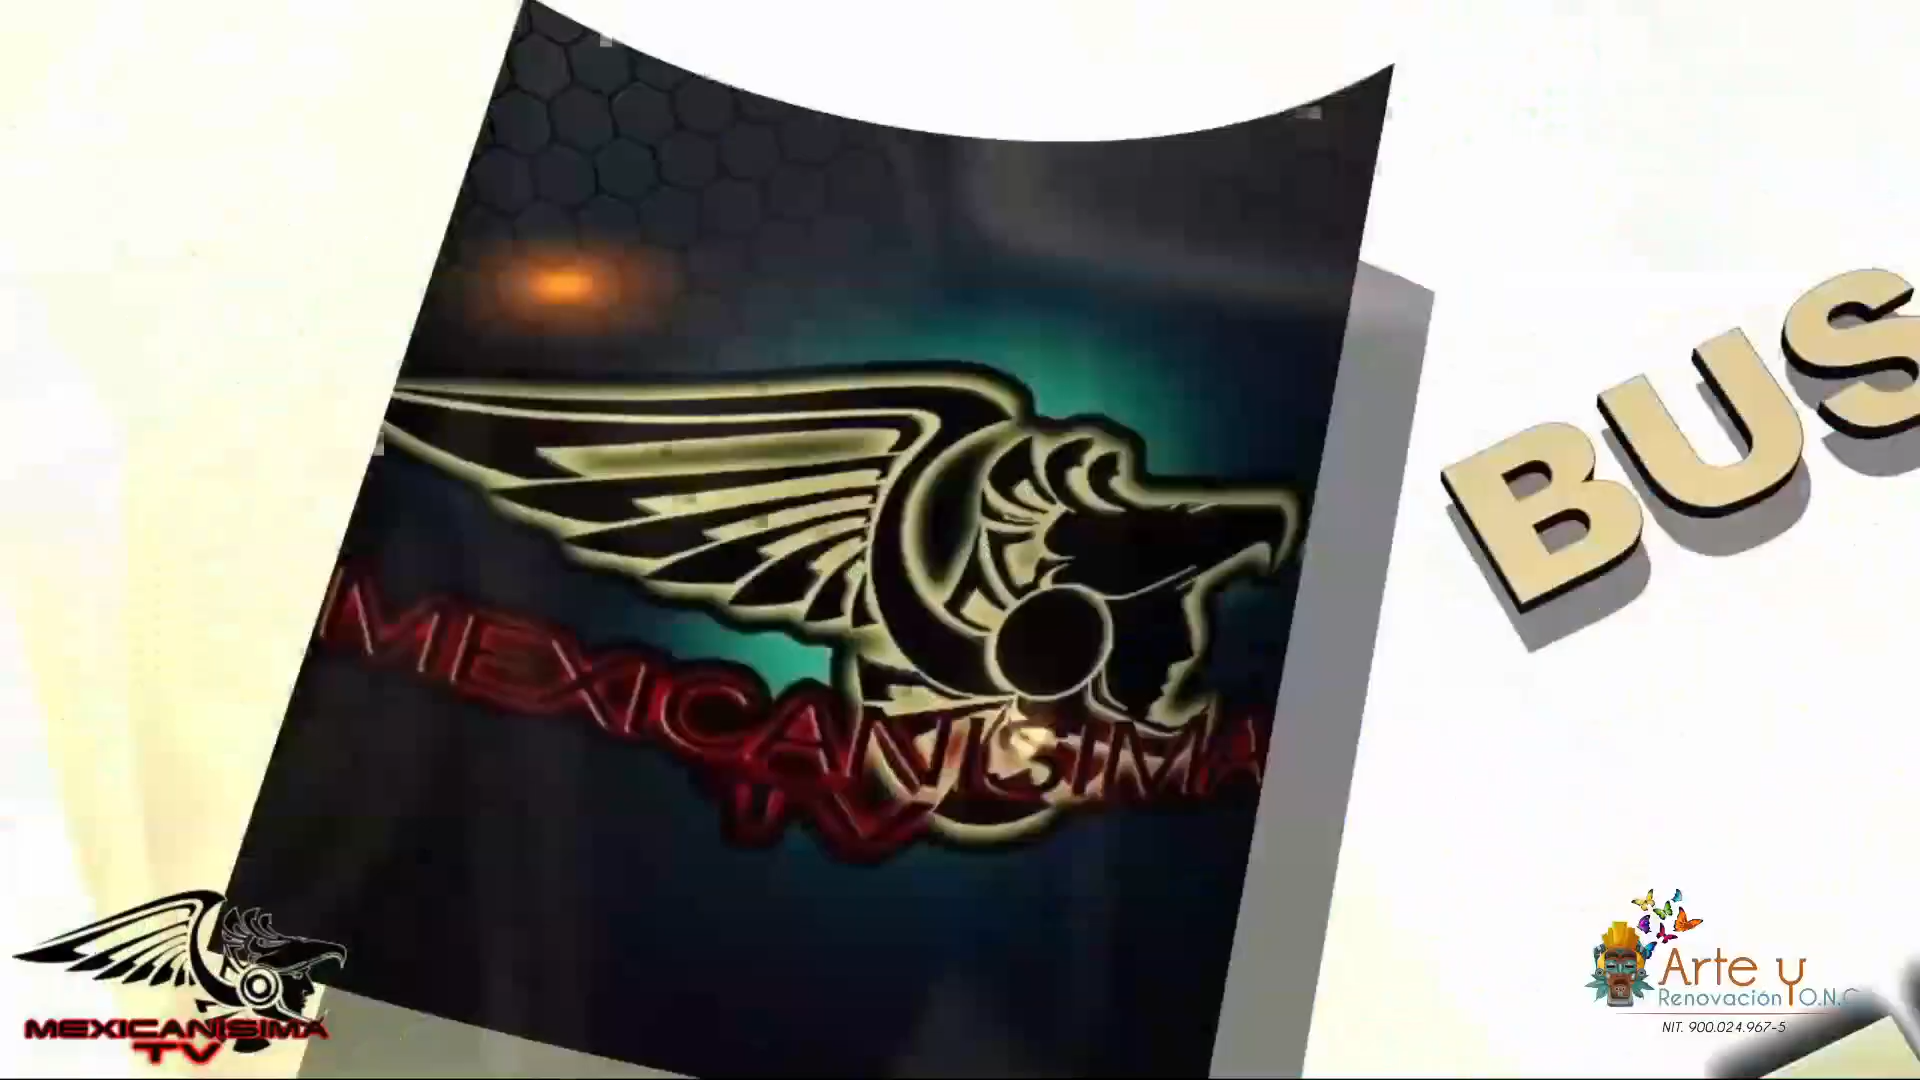 MEXICANISIMA
TV
BUS
MEXICANISIMA
TV
Arte y
Renovación O.N.G
NIT. 900.024.967-5